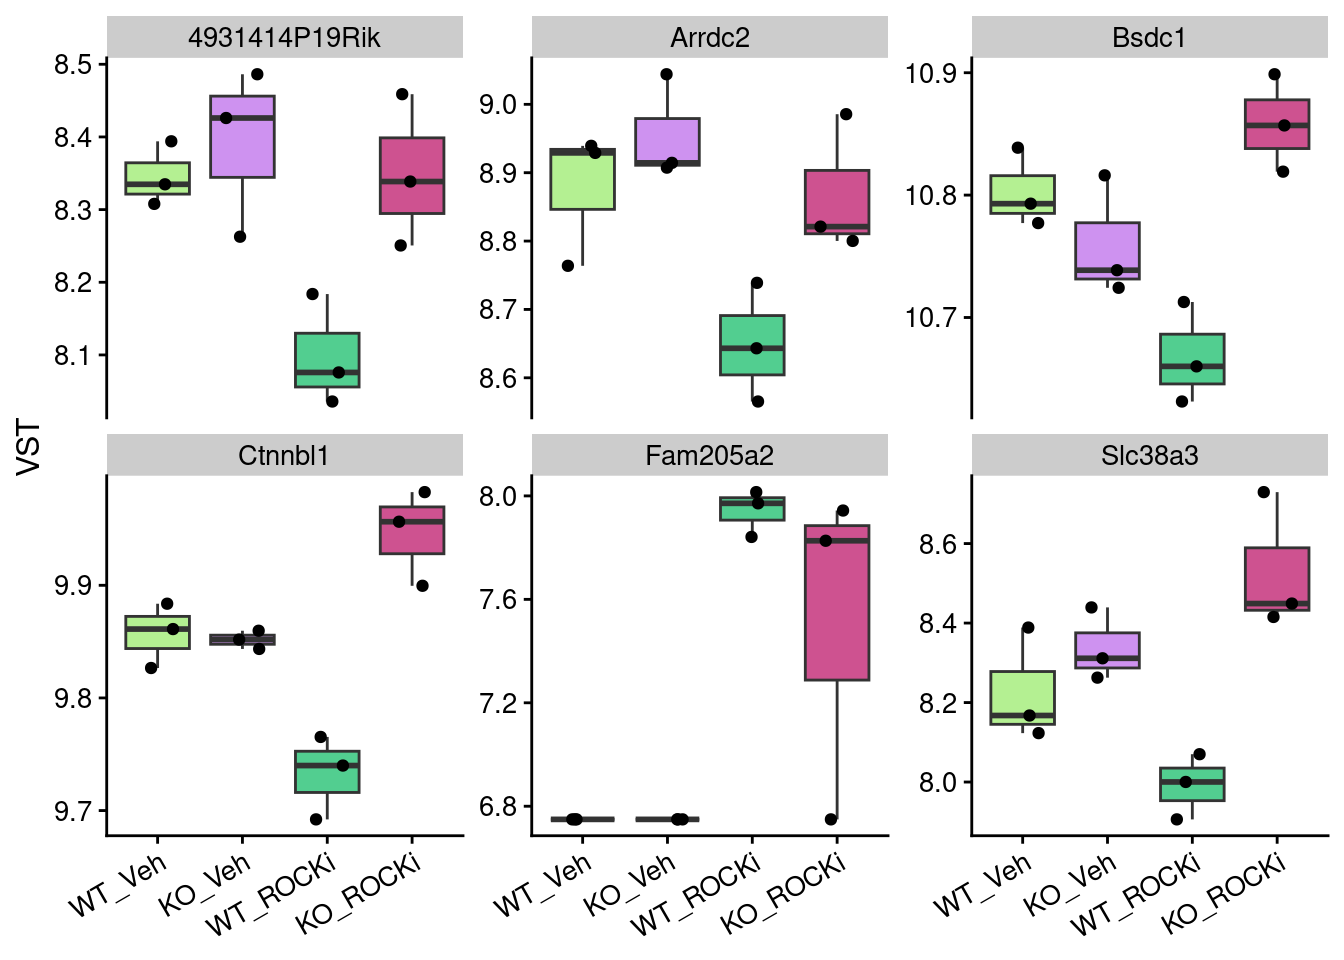 4931414P19Rik
Arrdc2
Bsdc1
8.5
8.4
8.3
8.2
8.1
9.0
8.9
8.8
8.7
8.6
10.9
10.8
10.7
VST
Ctnnbl1
Fam205a2
Slc38a3
9.9
9.8
9.7
8.0
7.6
7.2
6.8
8.6
8.4
8.2
8.0
WT_Veh
KO_Veh
WT_ROCKi
KO_ROCKi
WT_Veh
KO_Veh
WT_ROCKi
KO_ROCKi
WT_Veh
KO_Veh
WT_ROCKi
KO_ROCKi